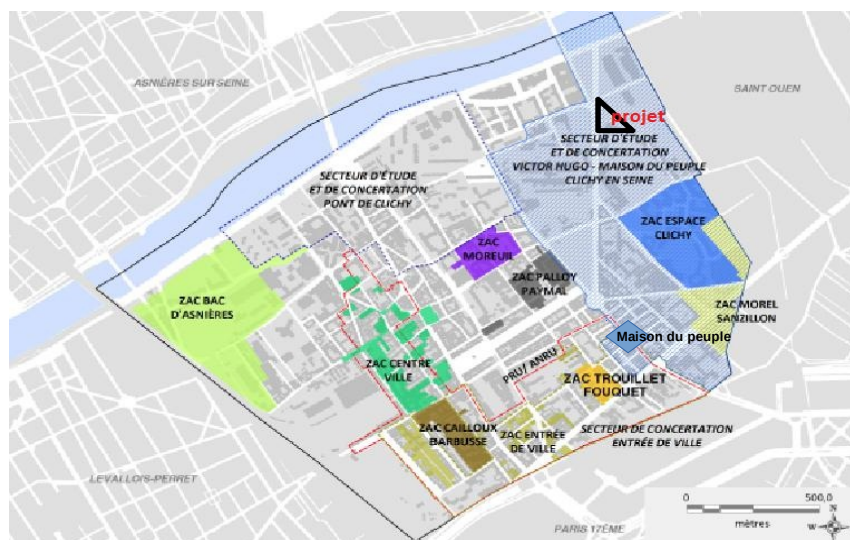 ASNIÈRES SUR SEINE
SAINT OUEN
projet
SECTEUR D'ÉTUDE
ET DE CONCERTATION
VICTOR HUGO - MAISON DU PEUPLE
CLICHY EN SEINE
SECTEUR D'ÉTUDE
ET DE CONCERTATION
PONT DE CLICHY
ZAC ESPACE
CLICHY
ZAC
MOREUIL
ZAC PALLOY
PAYMAL
ZAC BAC
D'ASNIÈRES
ZAC MOREL
SANZILLON
Maison du peuple
ZAC CENTRE
VILLE
PRU/ ANRU
ZAC TROUILLET
FOUQUET
ZAC CAILLOUX
BARBUSSE
ZAC ENTRÉE
DE VILLE
SECTEUR DE CONCERTATION
ENTRÉE DE VILLE
LEVALLOIS-PERRET
PARIS 17ÈME
0 500,0
mètres
N
W